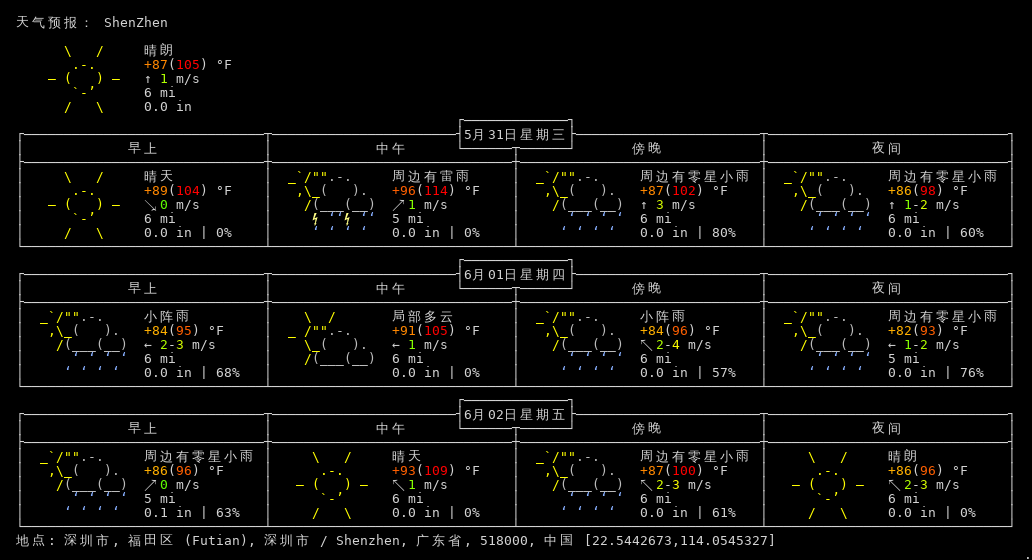 天气预报： ShenZhen
晴朗
+87(105) °F
↑ 1 m/s
6 mi
0.0 in
5月31日星期三
早上 中午 傍晚 夜间
晴天 周边有雷雨 周边有零星小雨 周边有零星小雨
+89(104) °F +96(114) °F +87(102) °F +86(98) °F
↘ 0 m/s ↗ 1 m/s ↑ 3 m/s ↑ 1-2 m/s
6 mi 5 mi 6 mi 6 mi
0.0 in | 0% 0.0 in | 0% 0.0 in | 80% 0.0 in | 60%
6月01日星期四
早上 中午 傍晚 夜间
小阵雨 局部多云 小阵雨 周边有零星小雨
+84(95) °F +91(105) °F +84(96) °F +82(93) °F
← 2-3 m/s ← 1 m/s ↖ 2-4 m/s ← 1-2 m/s
6 mi 6 mi 6 mi 5 mi
0.0 in | 68% 0.0 in | 0% 0.0 in | 57% 0.0 in | 76%
6月02日星期五
早上 中午 傍晚 夜间
周边有零星小雨 晴天 周边有零星小雨 晴朗
+86(96) °F +93(109) °F +87(100) °F +86(96) °F
↗ 0 m/s ↖ 1 m/s ↖ 2-3 m/s ↖ 2-3 m/s
5 mi 6 mi 6 mi 6 mi
0.1 in | 63% 0.0 in | 0% 0.0 in | 61% 0.0 in | 0%
地点: 深圳市, 福田区 (Futian), 深圳市 / Shenzhen, 广东省, 518000, 中国 [22.5442673,114.0545327]